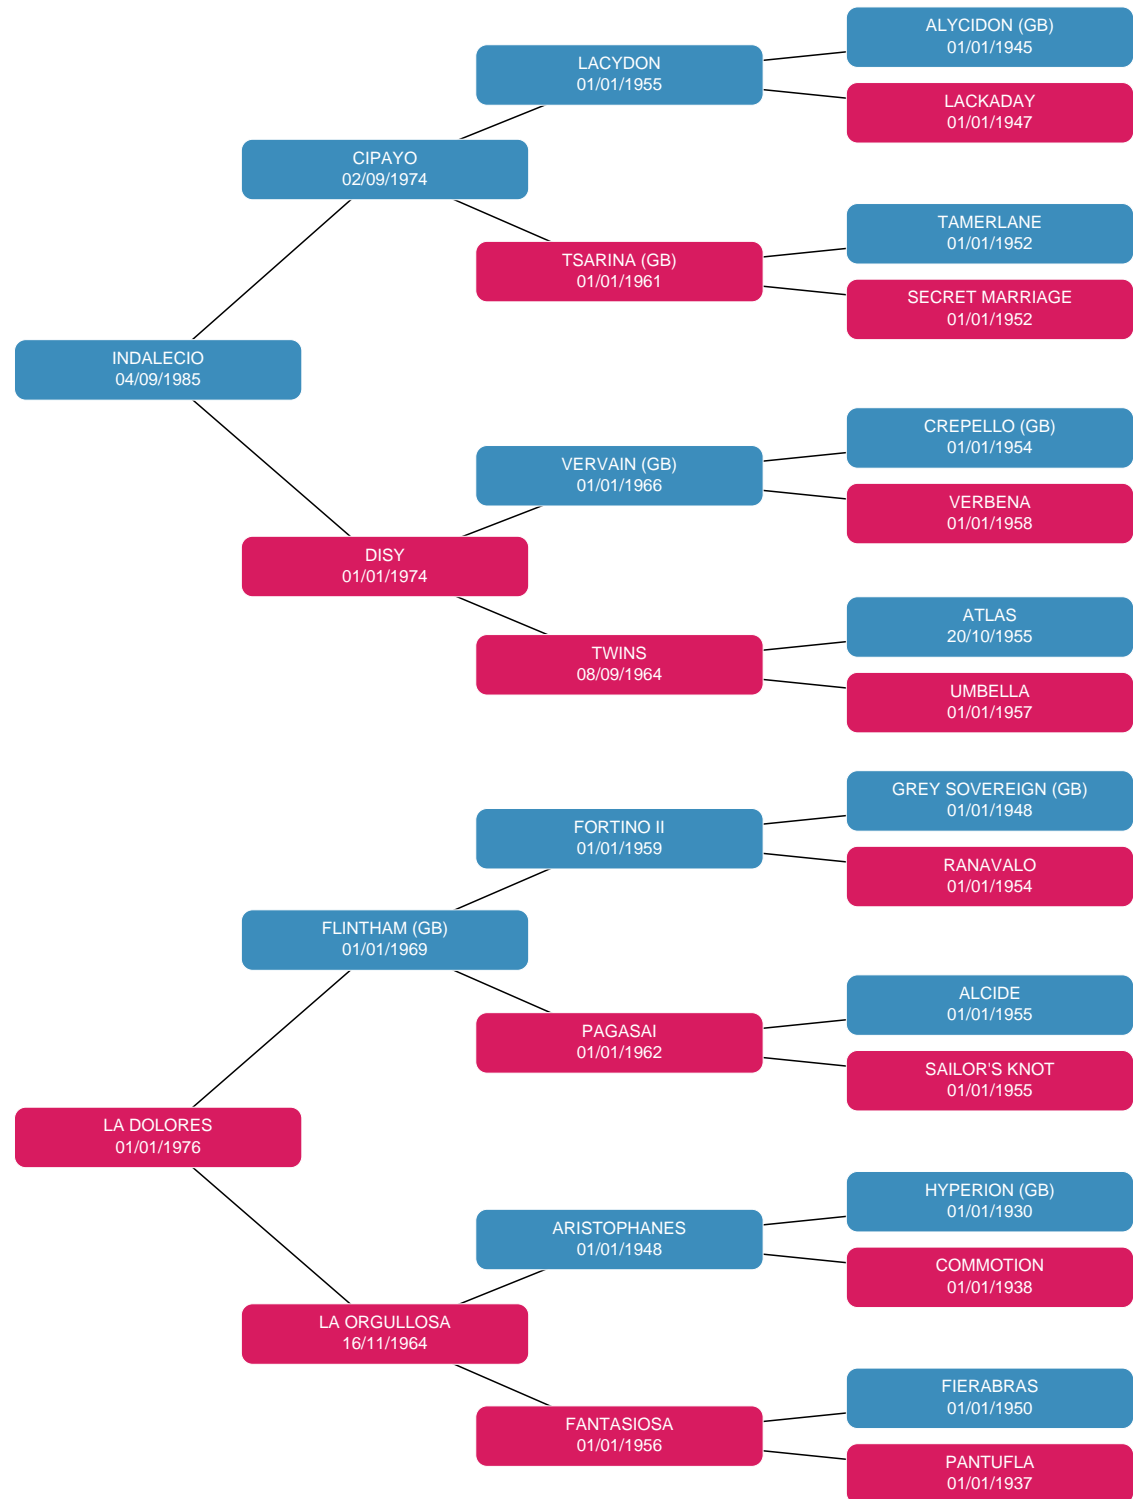 ALYCIDON (GB)
01/01/1945
LACYDON
01/01/1955
LACKADAY
01/01/1947
CIPAYO
02/09/1974
TAMERLANE
01/01/1952
TSARINA (GB)
01/01/1961
SECRET MARRIAGE
01/01/1952
INDALECIO
04/09/1985
CREPELLO (GB)
01/01/1954
VERVAIN (GB)
01/01/1966
VERBENA
01/01/1958
DISY
01/01/1974
ATLAS
20/10/1955
TWINS
08/09/1964
UMBELLA
01/01/1957
GREY SOVEREIGN (GB)
01/01/1948
FORTINO II
01/01/1959
RANAVALO
01/01/1954
FLINTHAM (GB)
01/01/1969
ALCIDE
01/01/1955
PAGASAI
01/01/1962
SAILOR'S KNOT
01/01/1955
LA DOLORES
01/01/1976
HYPERION (GB)
01/01/1930
ARISTOPHANES
01/01/1948
COMMOTION
01/01/1938
LA ORGULLOSA
16/11/1964
FIERABRAS
01/01/1950
FANTASIOSA
01/01/1956
PANTUFLA
01/01/1937